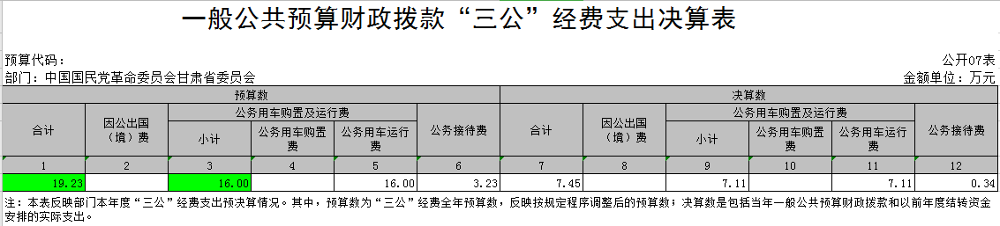 一般公共预算财政拨款“三公”经费支出决算表
预算代码：
公开07表
部门：中国国民党革命委员会甘肃省委员会
金额单位：万元
预算数
决算数
合计
因公出国（境）费
公务用车购置及运行费
公务接待费
合计
因公出国（境）费
公务用车购置及运行费
公务接待费
小计
公务用车购置费
公务用车运行费
小计
公务用车购置费
公务用车运行费
1 2 3 4 5 6 7 8 9 10 11 12
19.23 16.00 16.00 3.23 7.45 7.11 7.11 0.34
注：本表反映部门本年度“三公”经费支出预决算情况。其中，预算数为“三公”经费全年预算数，反映按规定程序调整后的预算数；决算数是包括当年一般公共预算财政拨款和以前年度结转资金
安排的实际支出。